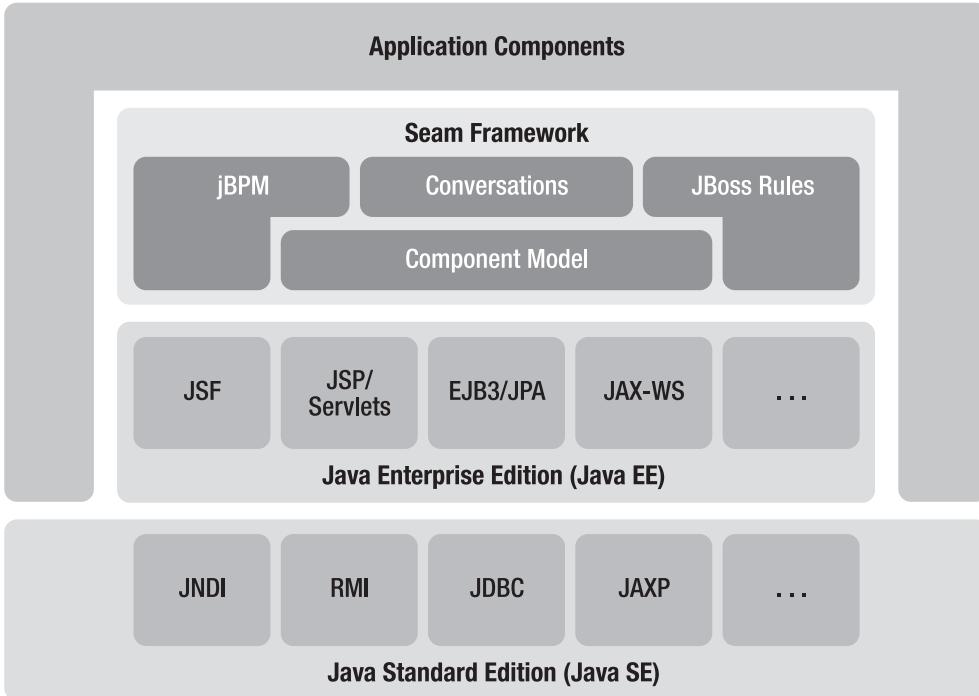 Application Components
Seam Framework
jBPM
Conversations
JBoss Rules
Component Model
JSF
JSP/
Servlets
EJB3/JPA
JAX-WS
...
Java Enterprise Edition (Java EE)
JNDI
RMI
JDBC
JAXP
...
Java Standard Edition (Java SE)